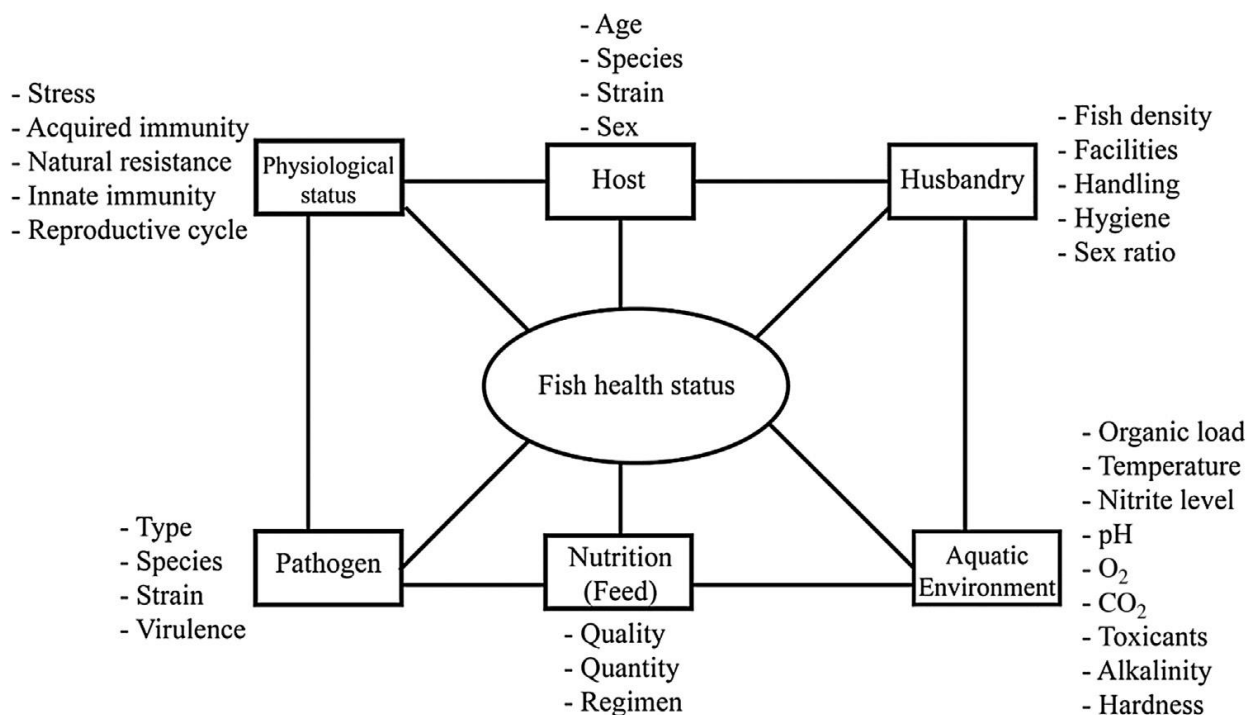 - Age
- Species
- Strain
- Sex
- Stress
- Acquired immunity
- Natural resistance
- Innate immunity
- Reproductive cycle
Physiological
status
Host
Husbandry
- Fish density
- Facilities
- Handling
- Hygiene
- Sex ratio
Fish health status
- Type
- Species
- Strain
- Virulence
Pathogen
Nutrition
(Feed)
- Quality
- Quantity
- Regimen
Aquatic
Environment
- Organic load
- Temperature
- Nitrite level
- pH
- O₂
- CO₂
- Toxicants
- Alkalinity
- Hardness